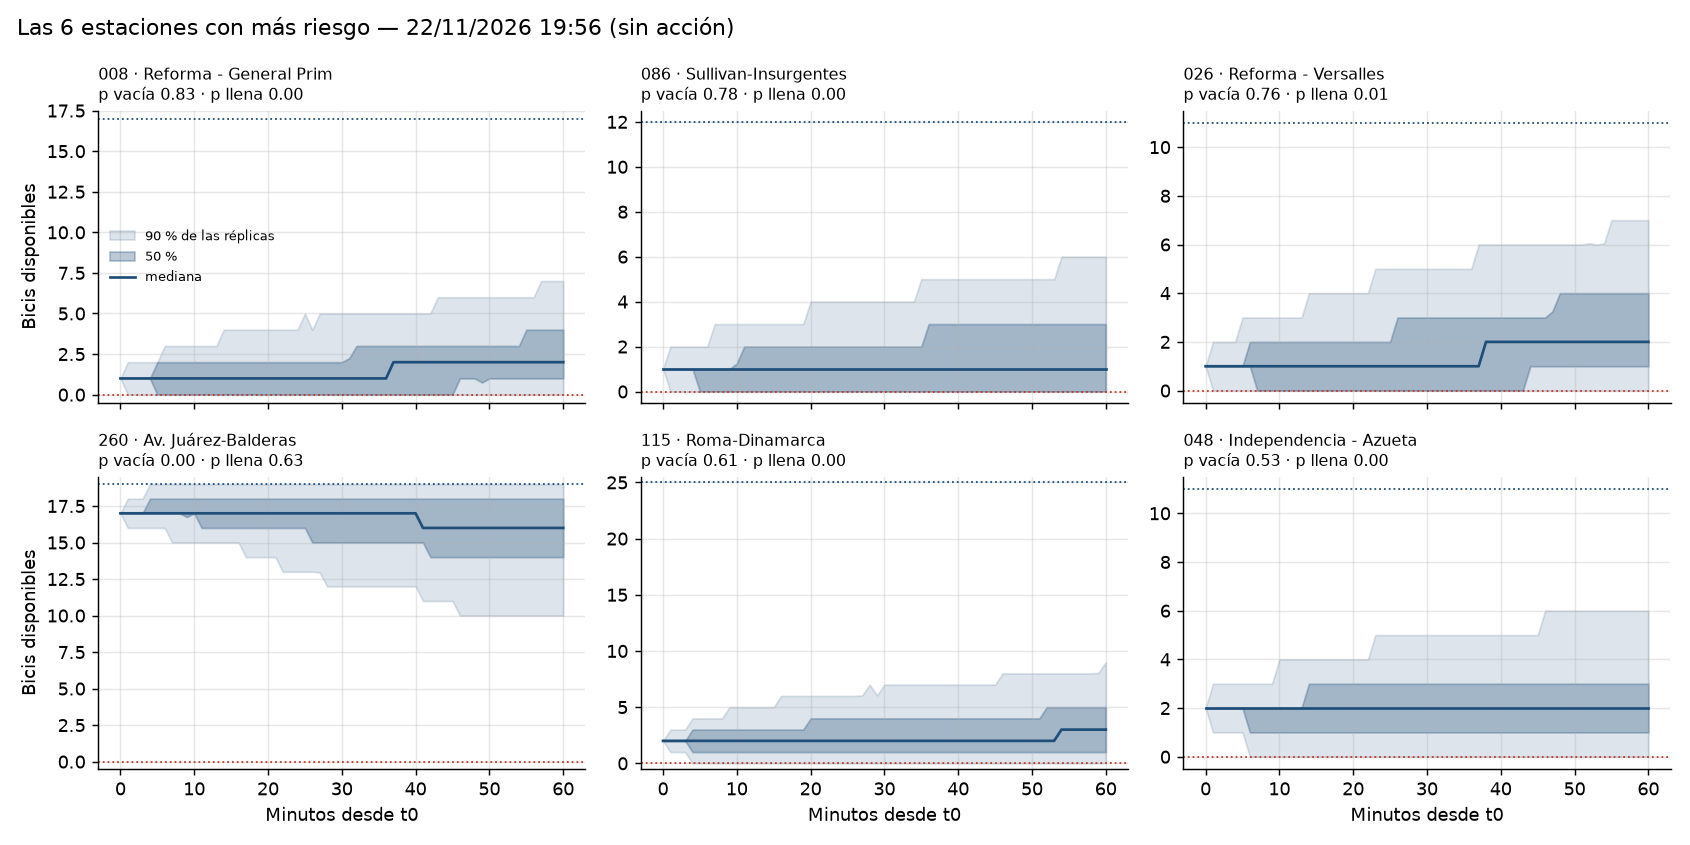 Las 6 estaciones con más riesgo — 22/11/2026 19:56 (sin acción)
008 · Reforma - General Prim
p vacía 0.83 · p llena 0.00
17.5
15.0
12.5
10.0
7.5
5.0
2.5
0.0
Bicis disponibles
90 % de las réplicas
50 %
mediana
086 · Sullivan-Insurgentes
p vacía 0.78 · p llena 0.00
12
10
8
6
4
2
0
026 · Reforma - Versalles
p vacía 0.76 · p llena 0.01
10
8
6
4
2
0
260 · Av. Juárez-Balderas
p vacía 0.00 · p llena 0.63
17.5
15.0
12.5
10.0
7.5
5.0
2.5
0.0
Bicis disponibles
0 10 20 30 40 50 60
Minutos desde t0
115 · Roma-Dinamarca
p vacía 0.61 · p llena 0.00
25
20
15
10
5
0
0 10 20 30 40 50 60
Minutos desde t0
048 · Independencia - Azueta
p vacía 0.53 · p llena 0.00
10
8
6
4
2
0
0 10 20 30 40 50 60
Minutos desde t0